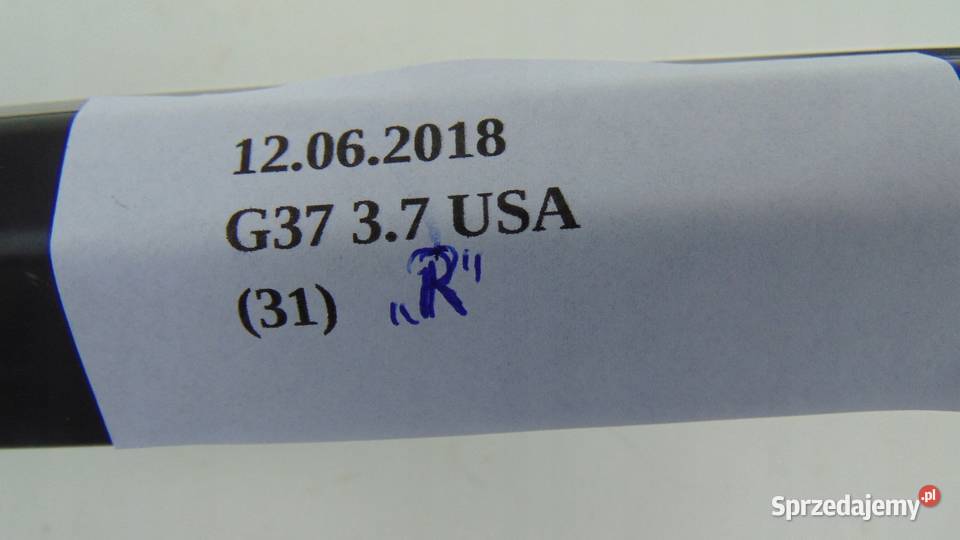 12.06.2018
G37 3.7 USA
(31) „R"
Sprzedajemy.pl